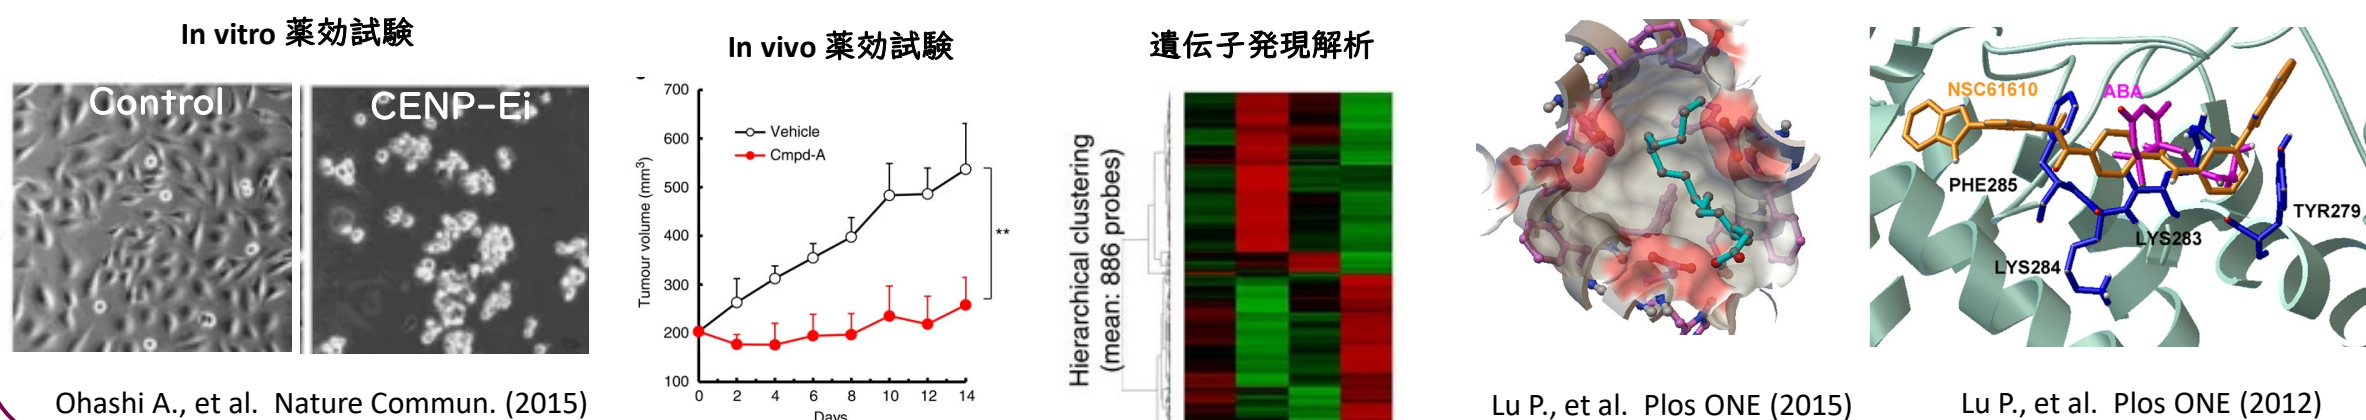 In vitro 薬効試験
Control
CENP-Ei
Ohashi A., et al. Nature Commun. (2015)
In vivo 薬効試験
700
600
500
400
300
200
100
Tumour volume (mm³)
Vehicle
Cmpd-A
**
0 2 4 6 8 10 12 14
Days
遺伝子発現解析
Hierarchical clustering
(mean: 886 probes)
Lu P., et al. Plos ONE (2015)
NSC61610
ABA
PHE285
TYR279
LYS283
LYS284
Lu P., et al. Plos ONE (2012)